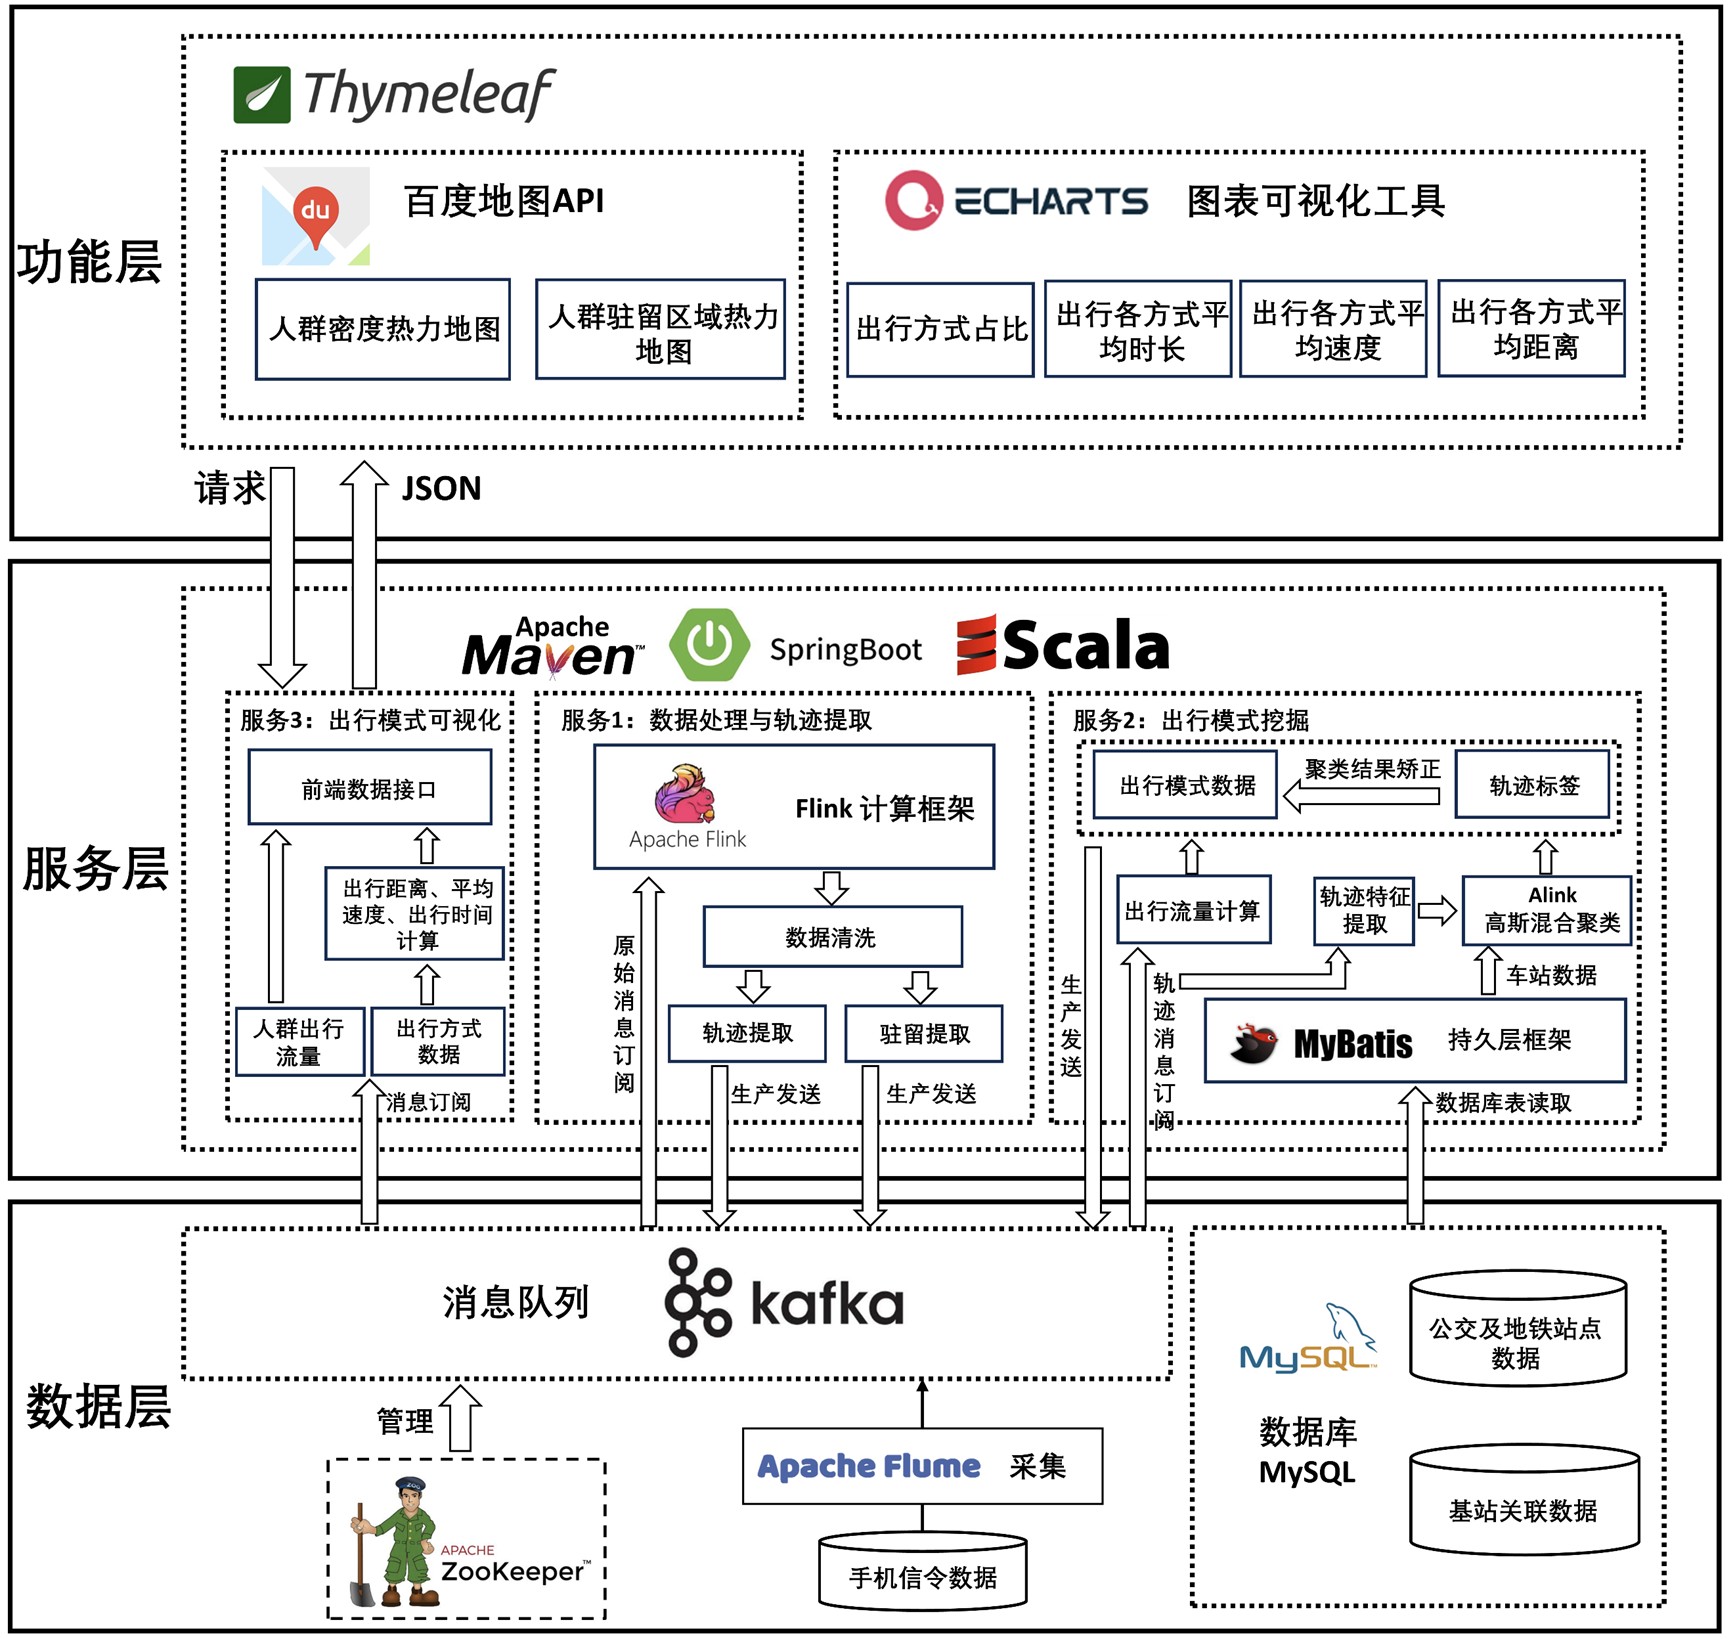 功能层
Thymeleaf
du
百度地图API
人群密度热力地图
人群驻留区域热力
地图
ECHARTS
图表可视化工具
出行方式占比
出行各方式平
均时长
出行各方式平
均速度
出行各方式平
均距离
请求
JSON
服务层
Apache
Maven™
SpringBoot
Scala
服务3：出行模式可视化
前端数据接口
出行距离、平均
速度、出行时间
计算
人群出行
流量
出行方式
数据
消息订阅
服务1：数据处理与轨迹提取
Apache Flink
Flink 计算框架
数据清洗
轨迹提取
驻留提取
原始消息订阅
生产发送
生产发送
服务2：出行模式挖掘
出行模式数据
聚类结果矫正
轨迹标签
出行流量计算
轨迹特征
提取
Alink
高斯混合聚类
生产发送
轨迹消息订阅
车站数据
MyBatis
持久层框架
数据库表读取
数据层
消息队列
kafka
管理
ZOO
APACHE
ZooKeeper™
Apache Flume
采集
手机信令数据
MySQL™
数据库
MySQL
公交及地铁站点
数据
基站关联数据